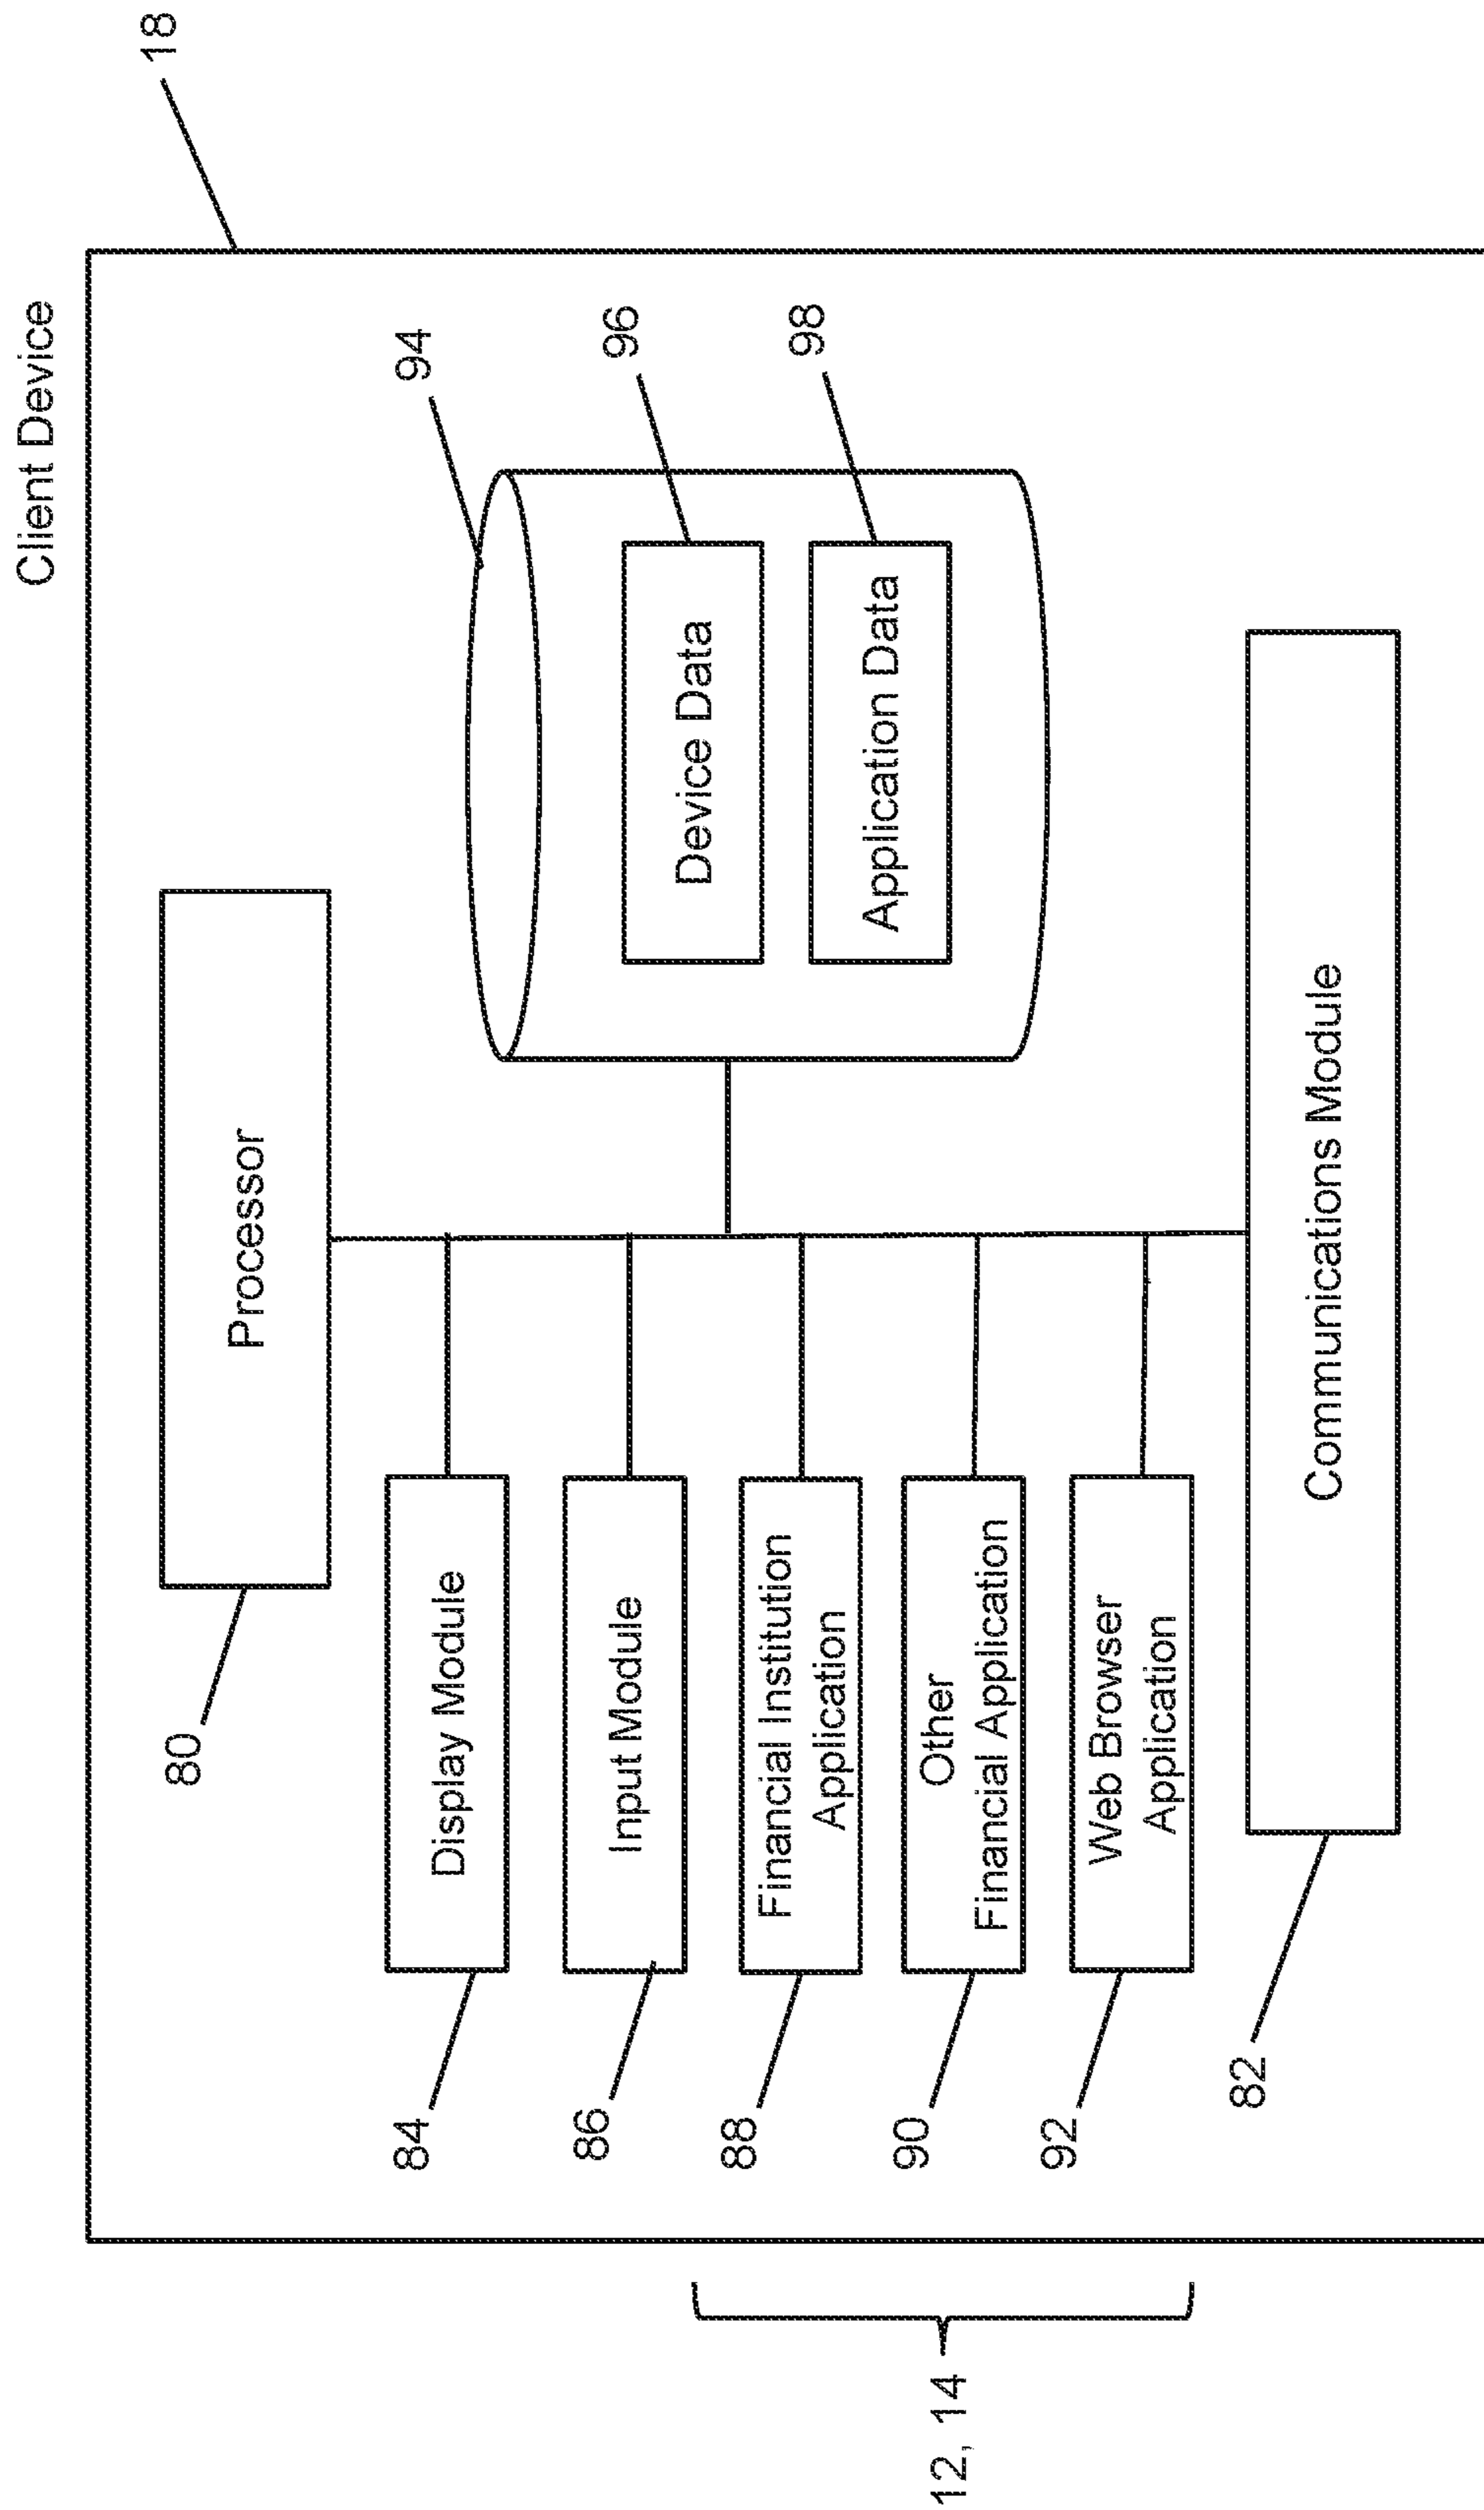 Client Device
18
80
Processor
94
84
Display Module
86
Input Module
96
Device Data
12, 14
88
Financial Institution
Application
98
Application Data
90
Other
Financial Application
92
Web Browser
Application
82
Communications Module